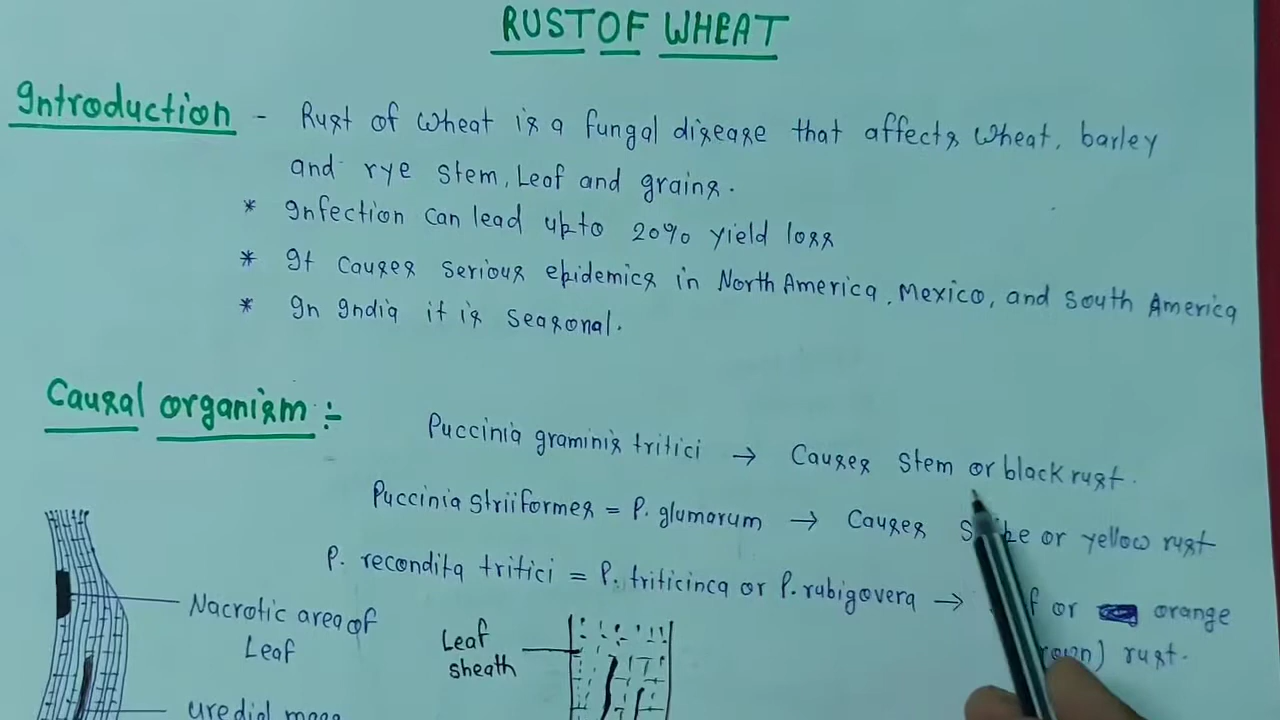 RUST OF WHEAT
Introduction - Rust of wheat is a fungal disease that affects wheat, barley
and rye stem, Leaf and grains.
* Infection can lead upto 20% yield loss
* It causes serious epidemics in North America, Mexico, and South America
* In India it is seasonal.
Causal organism :-
Puccinia graminis tritici → Causes stem or black rust.
Puccinia striiformes = P. glumorum → Causes or yellow rust
P. recondita tritici = P. triticinca or P. rubigovera → or orange
rust.
Nacrotic area of
Leaf
Leaf
sheath
uredial